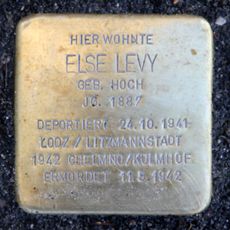 HIER WOHNTE
ELSE LEVY
GEB. HOCH
JG. 1887
DEPORTIERT 24.10.1941
ŁODZ / LITZMANNSTADT
1942 CHELMNO / KULMHOF
ERMORDET 11.5.1942